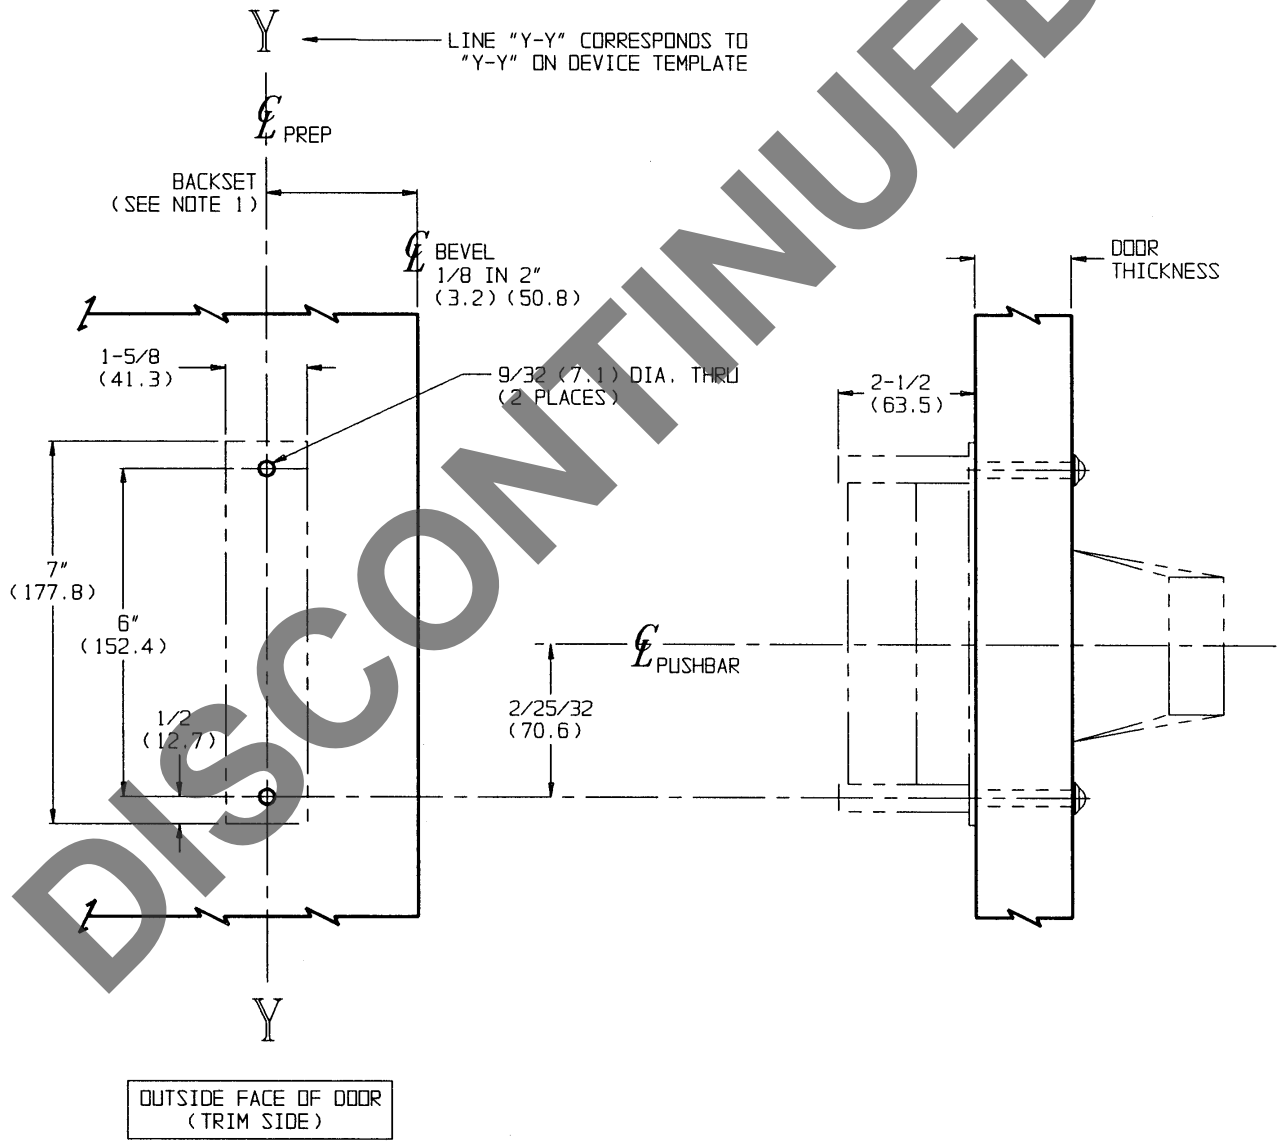 Y
LINE "Y-Y" CORRESPONDS TO
"Y-Y" ON DEVICE TEMPLATE
℄ PREP
BACKSET
(SEE NOTE 1)
℄ BEVEL
1/8 IN 2"
(3.2) (50.8)
DOOR
THICKNESS
1-5/8
(41.3)
9/32 (7.1) DIA. THRU
(2 PLACES)
2-1/2
(63.5)
7"
(177.8)
6"
(152.4)
℄ PUSHBAR
1/2
(12.7)
2/25/32
(70.6)
Y
OUTSIDE FACE OF DOOR
(TRIM SIDE)
DISCONTINUED